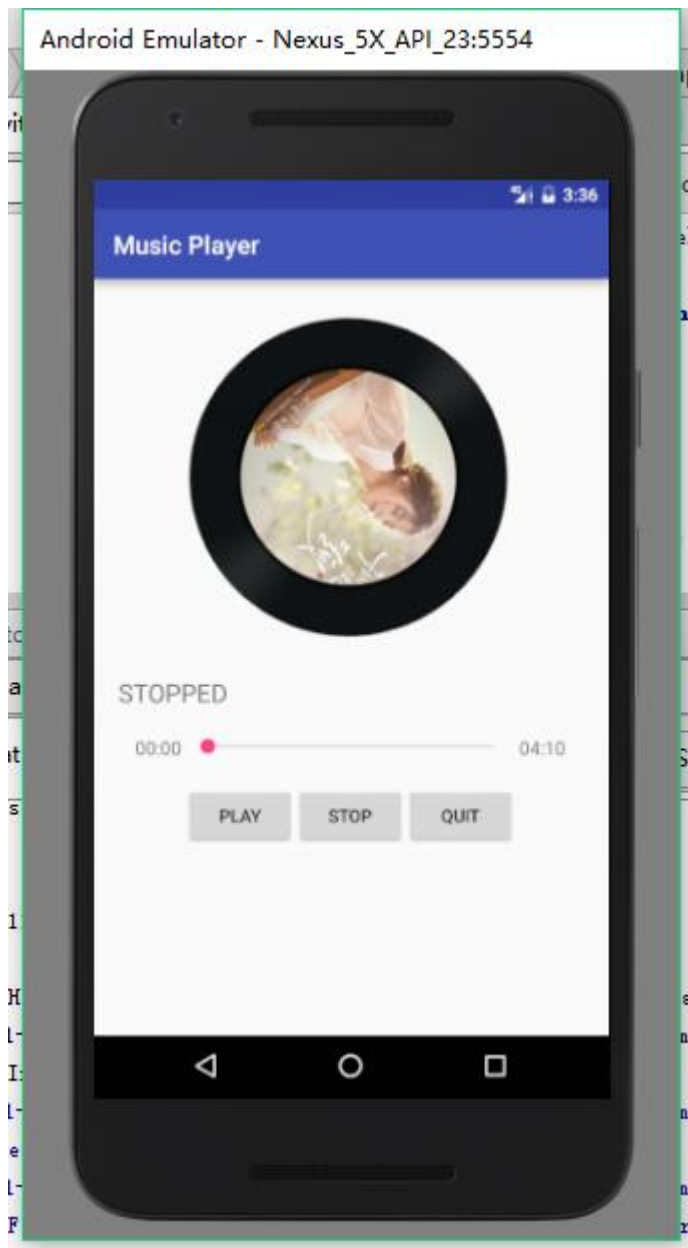 Android Emulator - Nexus_5X_API_23:5554
3:36
Music Player
STOPPED
00:00 04:10
PLAY STOP QUIT